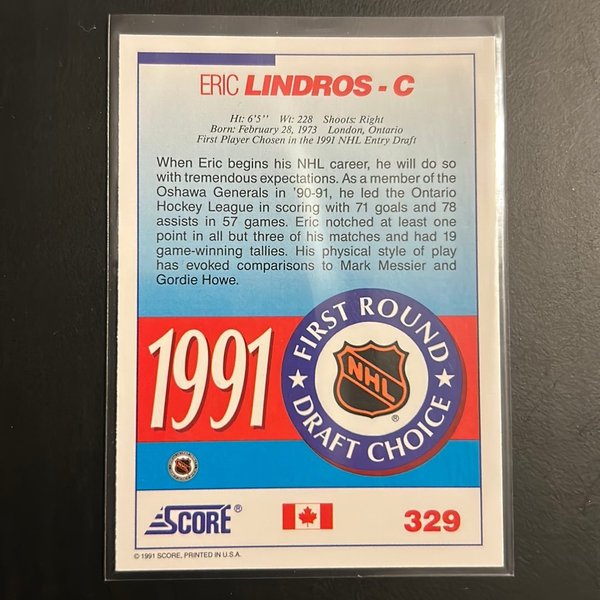 ERIC LINDROS - C
Ht: 6'5'' Wt: 228 Shoots: Right
Born: February 28, 1973 London, Ontario
First Player Chosen in the 1991 NHL Entry Draft
When Eric begins his NHL career, he will do so
with tremendous expectations. As a member of the
Oshawa Generals in '90-91, he led the Ontario
Hockey League in scoring with 71 goals and 78
assists in 57 games. Eric notched at least one
point in all but three of his matches and had 19
game-winning tallies. His physical style of play
has evoked comparisons to Mark Messier and
Gordie Howe.
1991
★ FIRST ROUND ★
NHL
®
DRAFT CHOICE
SCORE®
329
© 1991 SCORE, PRINTED IN U.S.A.